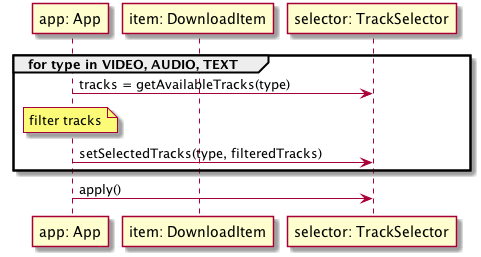 app: App
item: DownloadItem
selector: TrackSelector
for type in VIDEO, AUDIO, TEXT
tracks = getAvailableTracks(type)
filter tracks
setSelectedTracks(type, filteredTracks)
apply()
app: App
item: DownloadItem
selector: TrackSelector